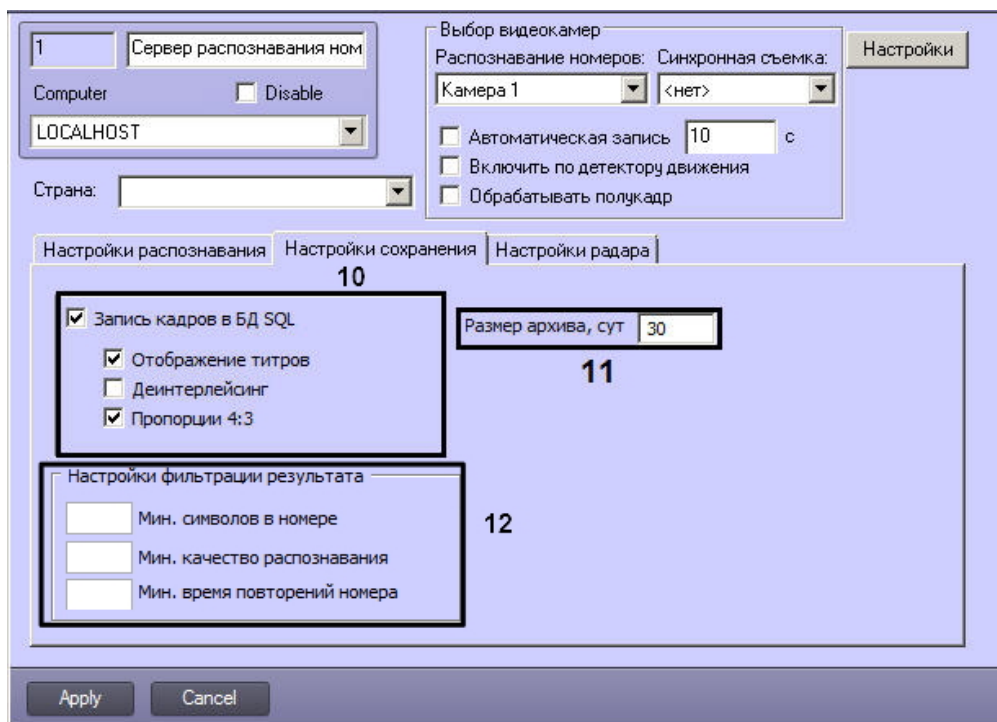 1
Сервер распознавания ном
Computer
Disable
LOCALHOST
Страна:
Выбор видеокамер
Распознавание номеров: Синхронная съемка:
Камера 1
<нет>
Автоматическая запись 10 с
Включить по детектору движения
Обрабатывать полукадр
Настройки
Настройки распознавания
Настройки сохранения
Настройки радара
10
Запись кадров в БД SQL
Отображение титров
Деинтерлейсинг
Пропорции 4:3
Размер архива, сут 30
11
Настройки фильтрации результата
Мин. символов в номере
Мин. качество распознавания
Мин. время повторений номера
12
Apply
Cancel